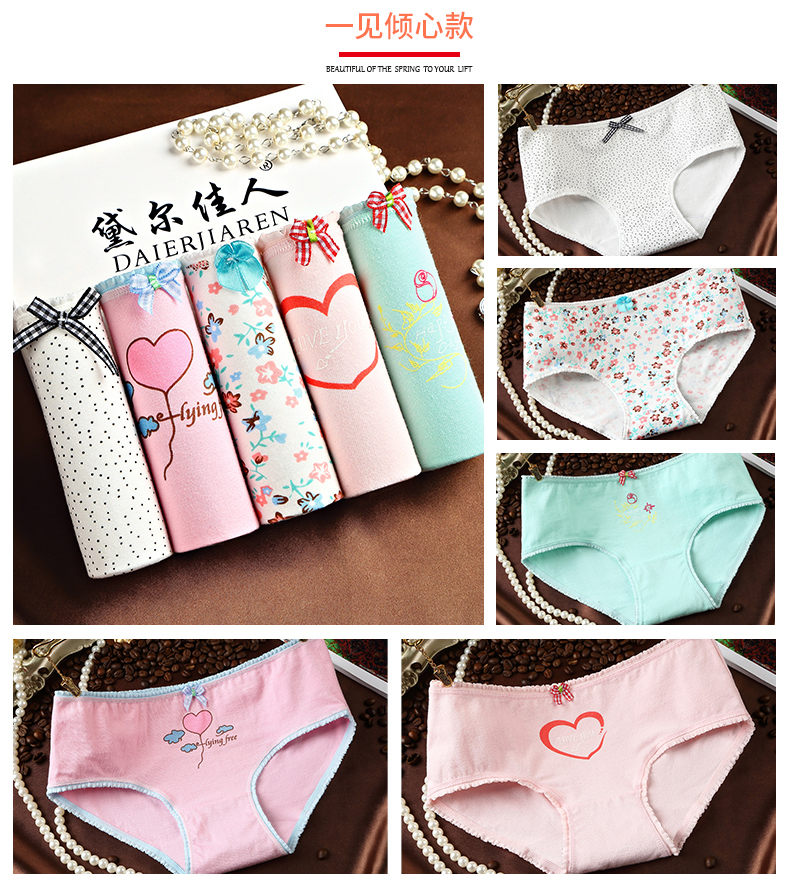 一见倾心款
BEAUTIFUL OF THE SPRING TO YOUR LIFT
黛尔佳人®
DAIERJIAREN
lying
lying free